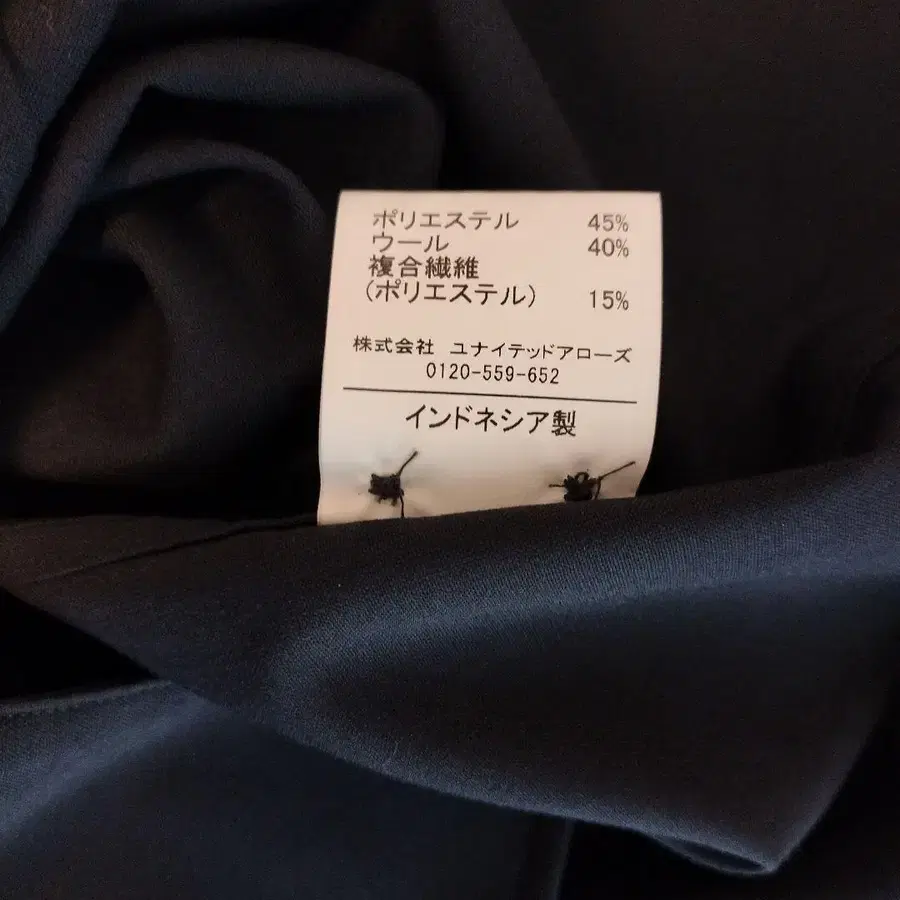 ポリエステル 45%
ウール 40%
複合繊維
(ポリエステル) 15%
株式会社 ユナイテッドアローズ
0120-559-652
インドネシア製